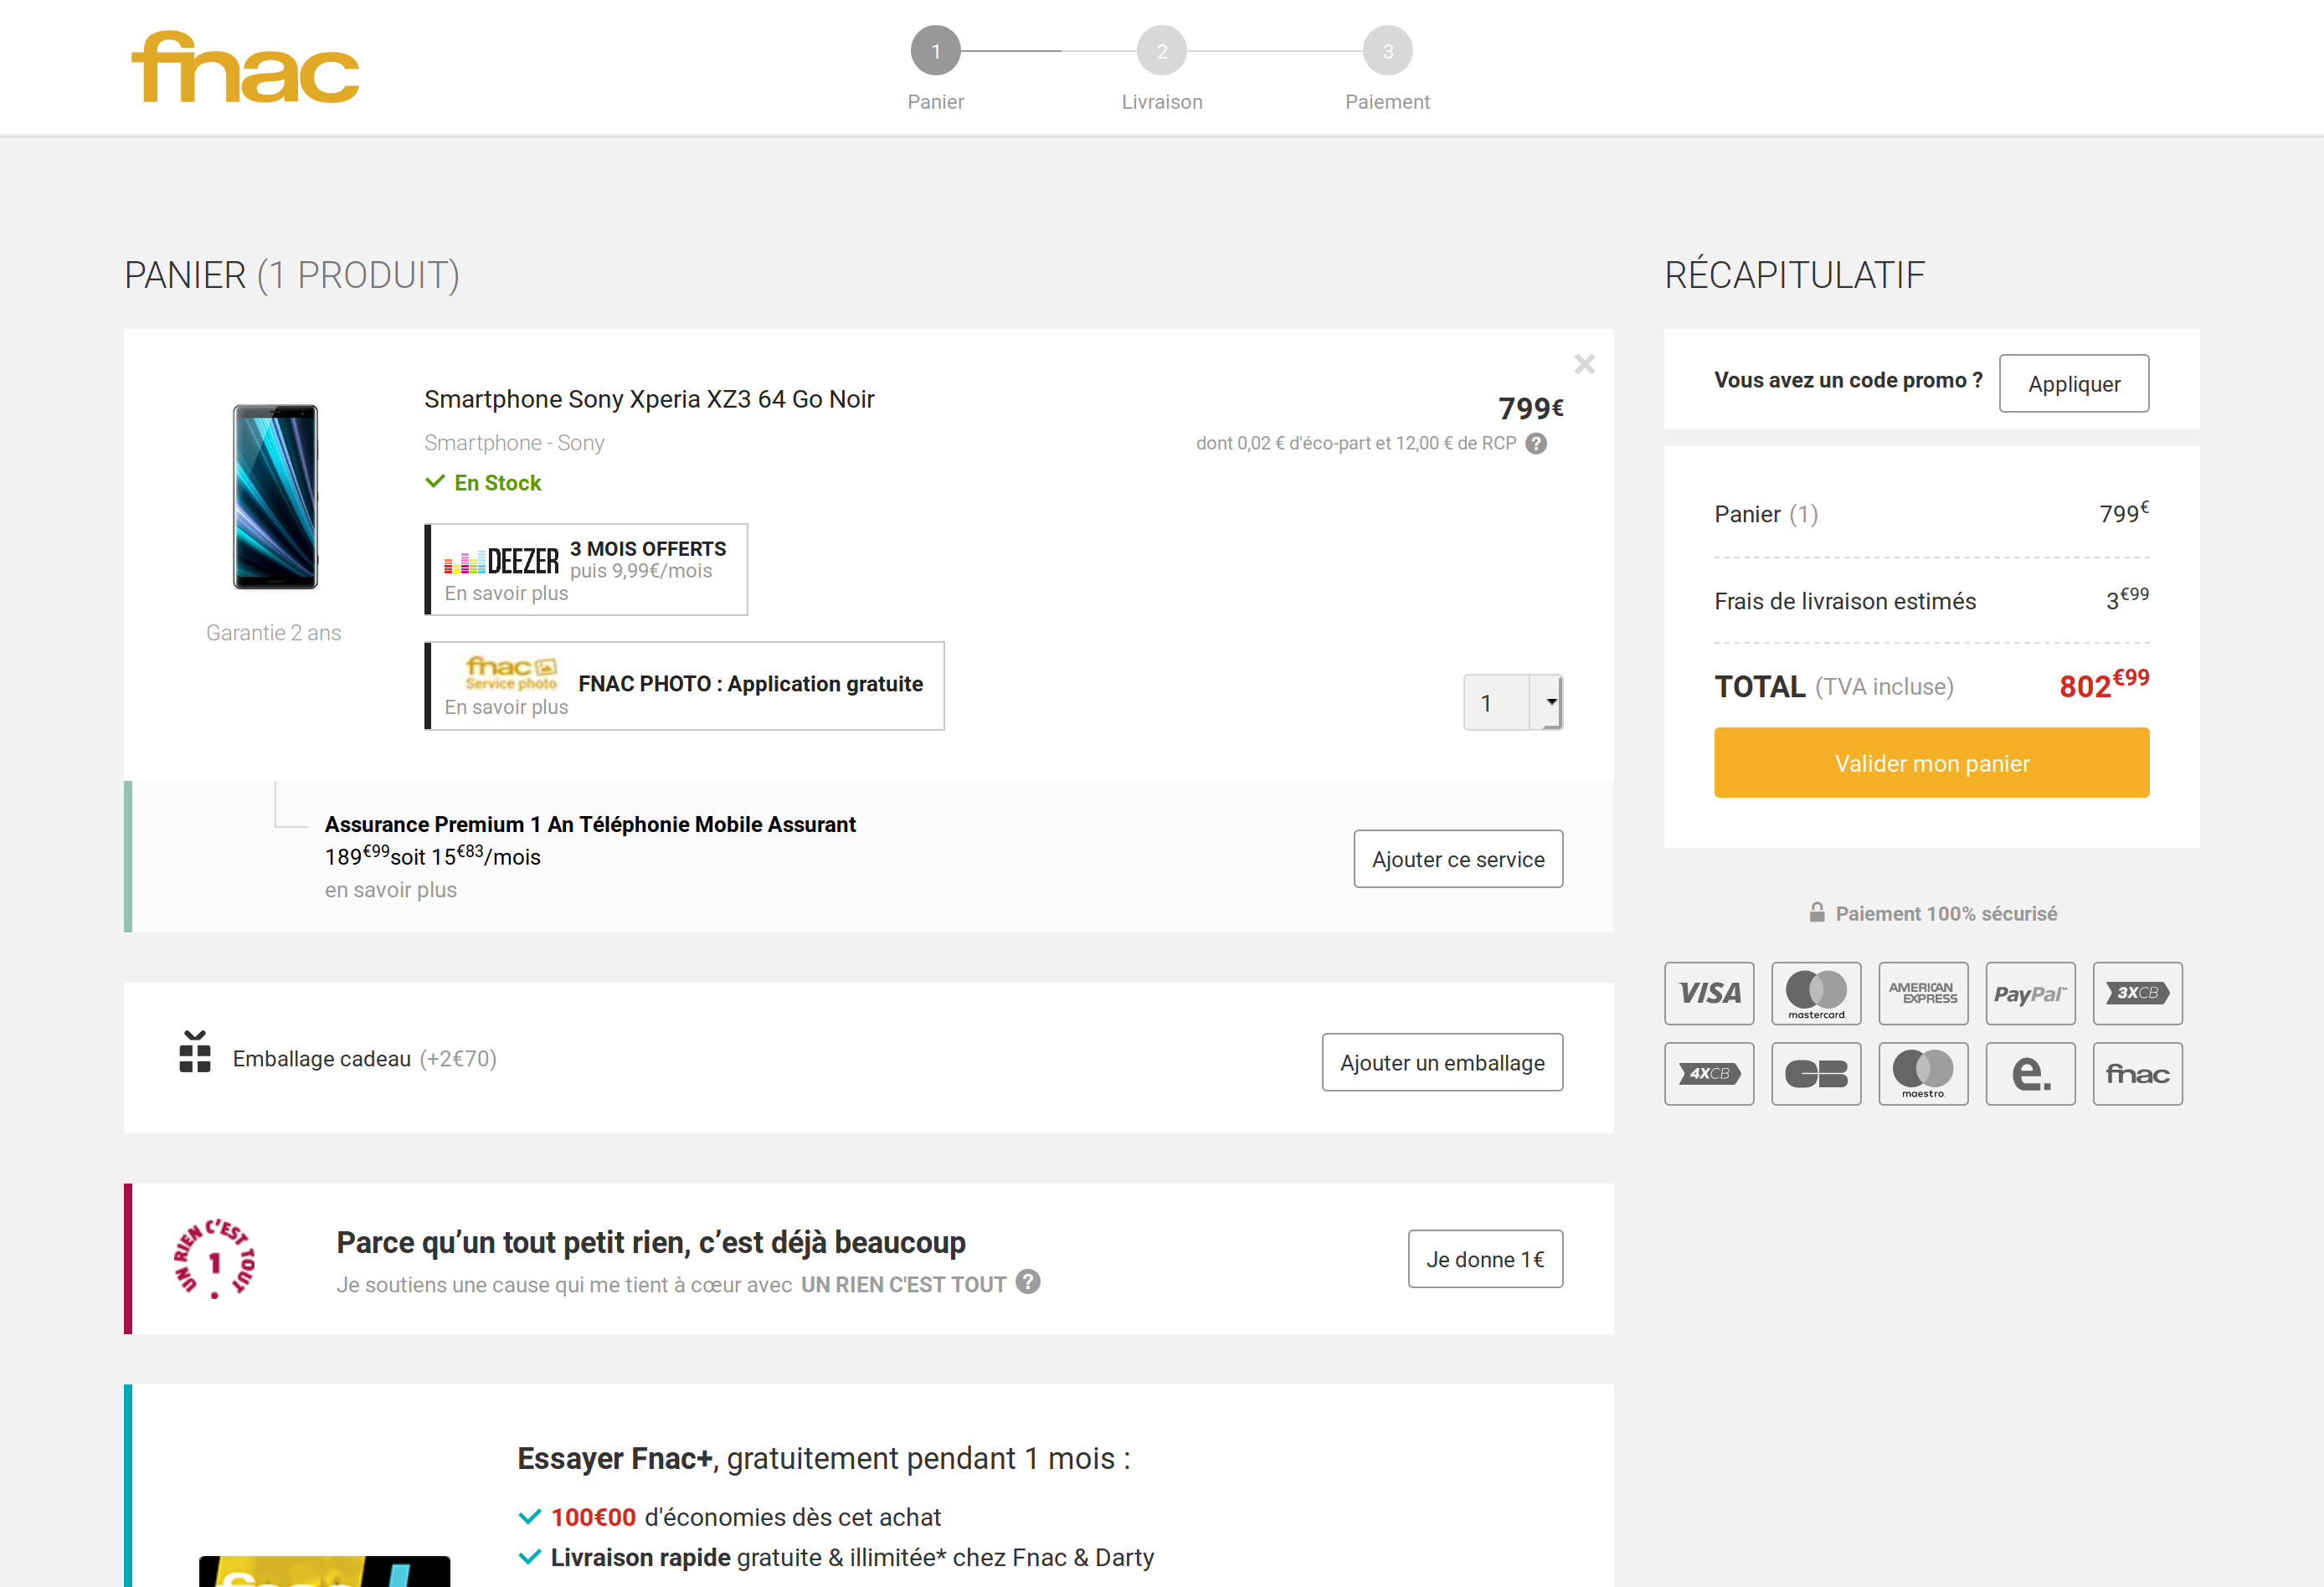 fnac
1
2
3
Panier
Livraison
Paiement
PANIER (1 PRODUIT)
Smartphone Sony Xperia XZ3 64 Go Noir
799€
Smartphone - Sony
dont 0,02 € d'éco-part et 12,00 € de RCP ?
En Stock
DEEZER
3 MOIS OFFERTS
puis 9,99€/mois
En savoir plus
Garantie 2 ans
fnac
Service photo
FNAC PHOTO : Application gratuite
En savoir plus
1
Assurance Premium 1 An Téléphonie Mobile Assurant
189€99soit 15€83/mois
en savoir plus
Ajouter ce service
Emballage cadeau (+2€70)
Ajouter un emballage
UN RIEN C'EST TOUT
1
Parce qu’un tout petit rien, c’est déjà beaucoup
Je soutiens une cause qui me tient à cœur avec UN RIEN C'EST TOUT ?
Je donne 1€
Essayer Fnac+, gratuitement pendant 1 mois :
100€00 d'économies dès cet achat
Livraison rapide gratuite & illimitée* chez Fnac & Darty
RÉCAPITULATIF
Vous avez un code promo ?
Appliquer
Panier (1)
799€
Frais de livraison estimés
3€99
TOTAL (TVA incluse)
802€99
Valider mon panier
Paiement 100% sécurisé
VISA
mastercard.
AMERICAN
EXPRESS
PayPal™
3XCB
4XCB
CB
maestro.
e.
fnac